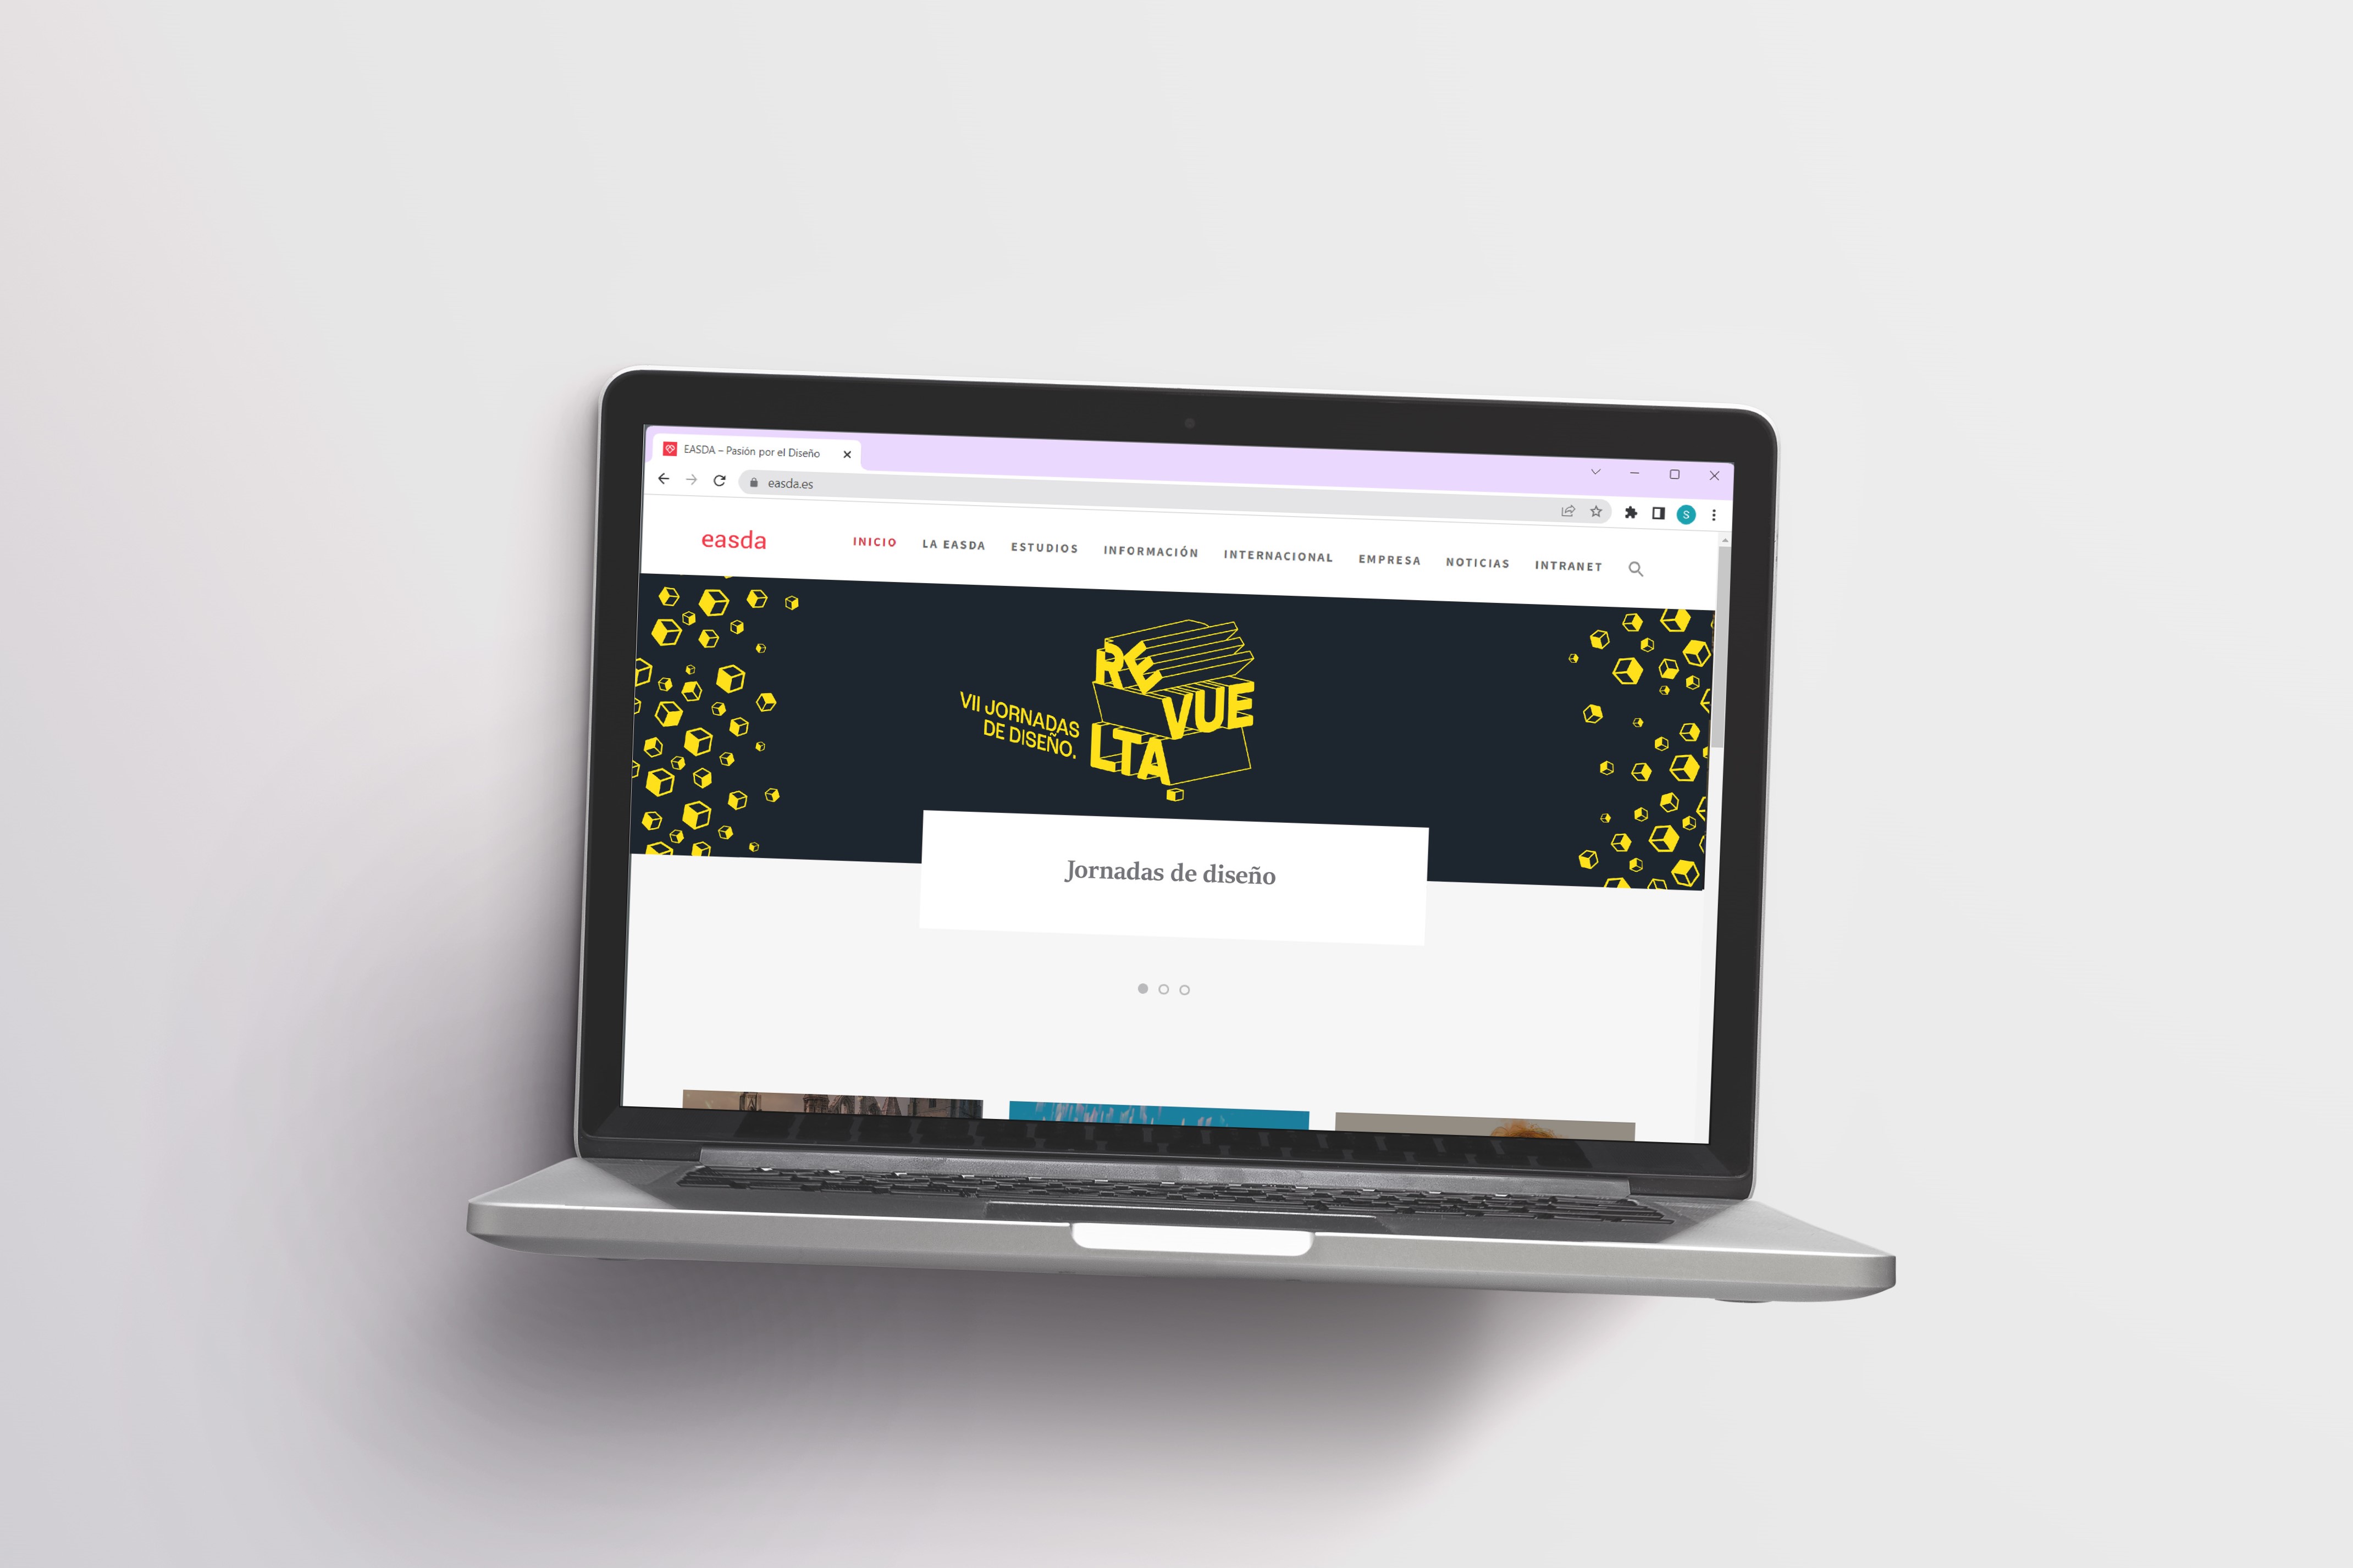 EASDA – Pasión por el Diseño
easda.es
S
easda
INICIO LA EASDA ESTUDIOS INFORMACIÓN INTERNACIONAL EMPRESA NOTICIAS INTRANET
VII JORNADAS
DE DISEÑO.
RE
VUE
LTA
Jornadas de diseño